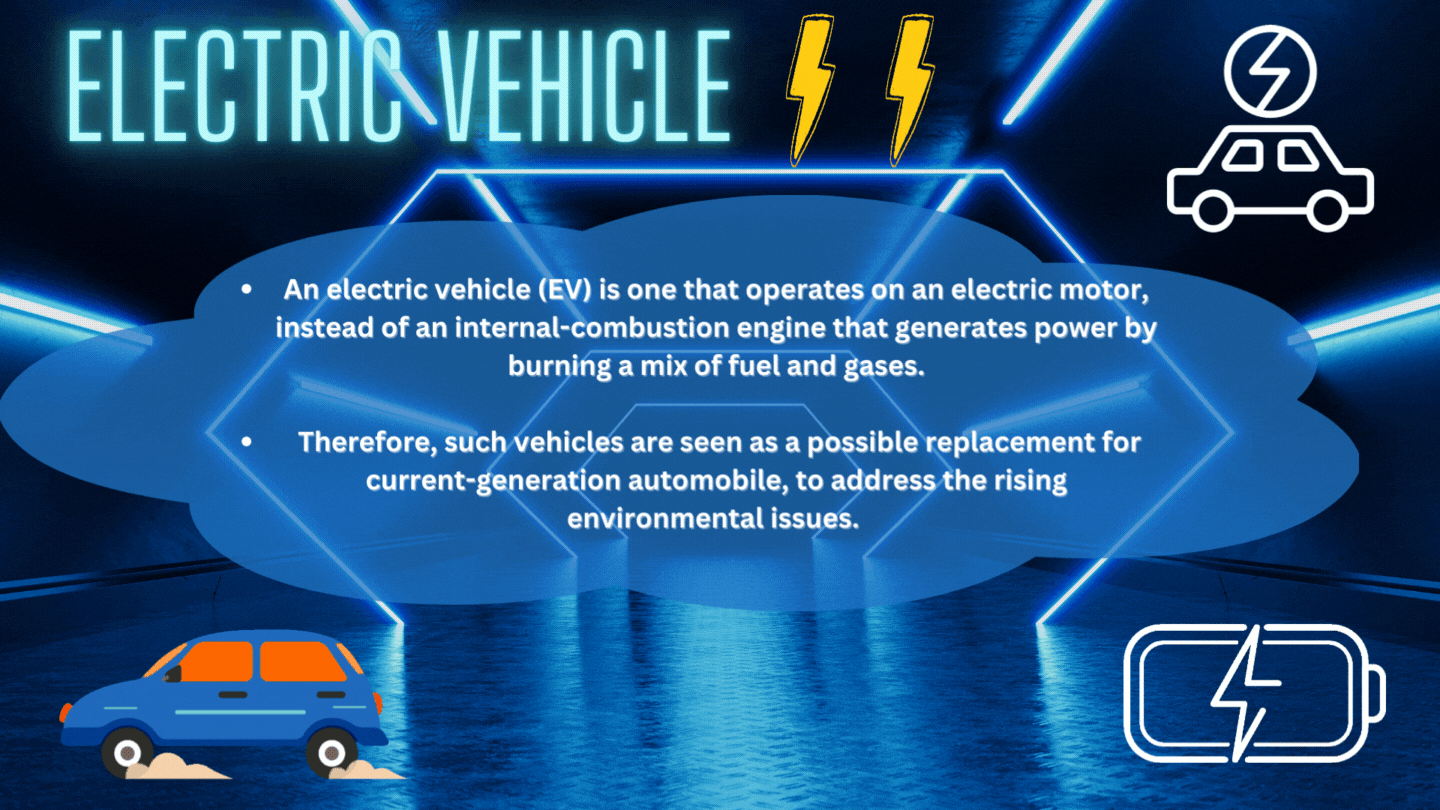 ELECTRIC VEHICLE
• An electric vehicle (EV) is one that operates on an electric motor,
instead of an internal-combustion engine that generates power by
burning a mix of fuel and gases.
• Therefore, such vehicles are seen as a possible replacement for
current-generation automobile, to address the rising
environmental issues.